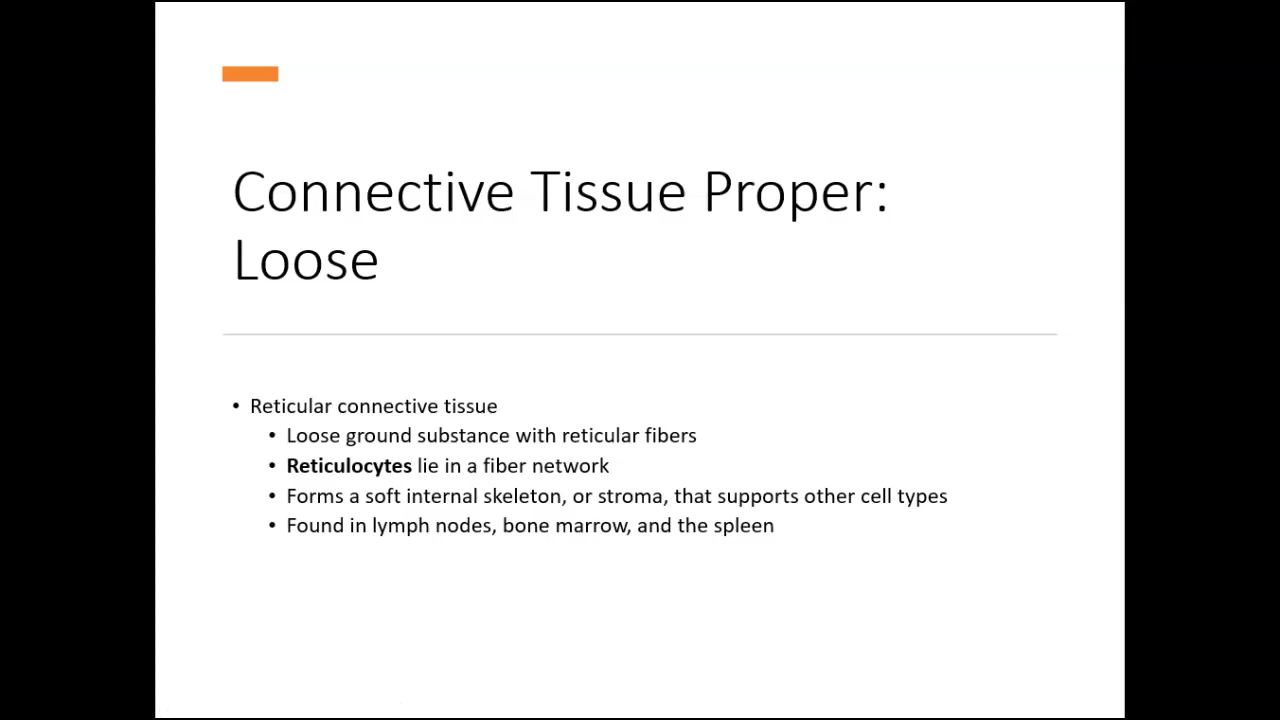 Connective Tissue Proper:
Loose
• Reticular connective tissue
• Loose ground substance with reticular fibers
• Reticulocytes lie in a fiber network
• Forms a soft internal skeleton, or stroma, that supports other cell types
• Found in lymph nodes, bone marrow, and the spleen